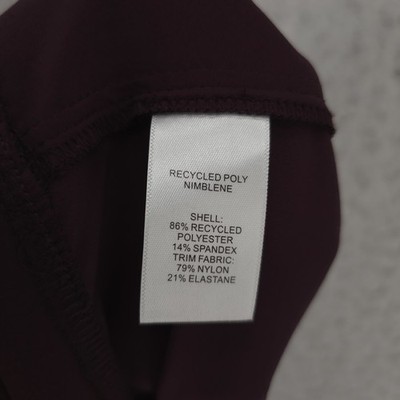 RECYCLED POLY
NIMBLENE
SHELL:
86% RECYCLED
POLYESTER
14% SPANDEX
TRIM FABRIC:
79% NYLON
21% ELASTANE